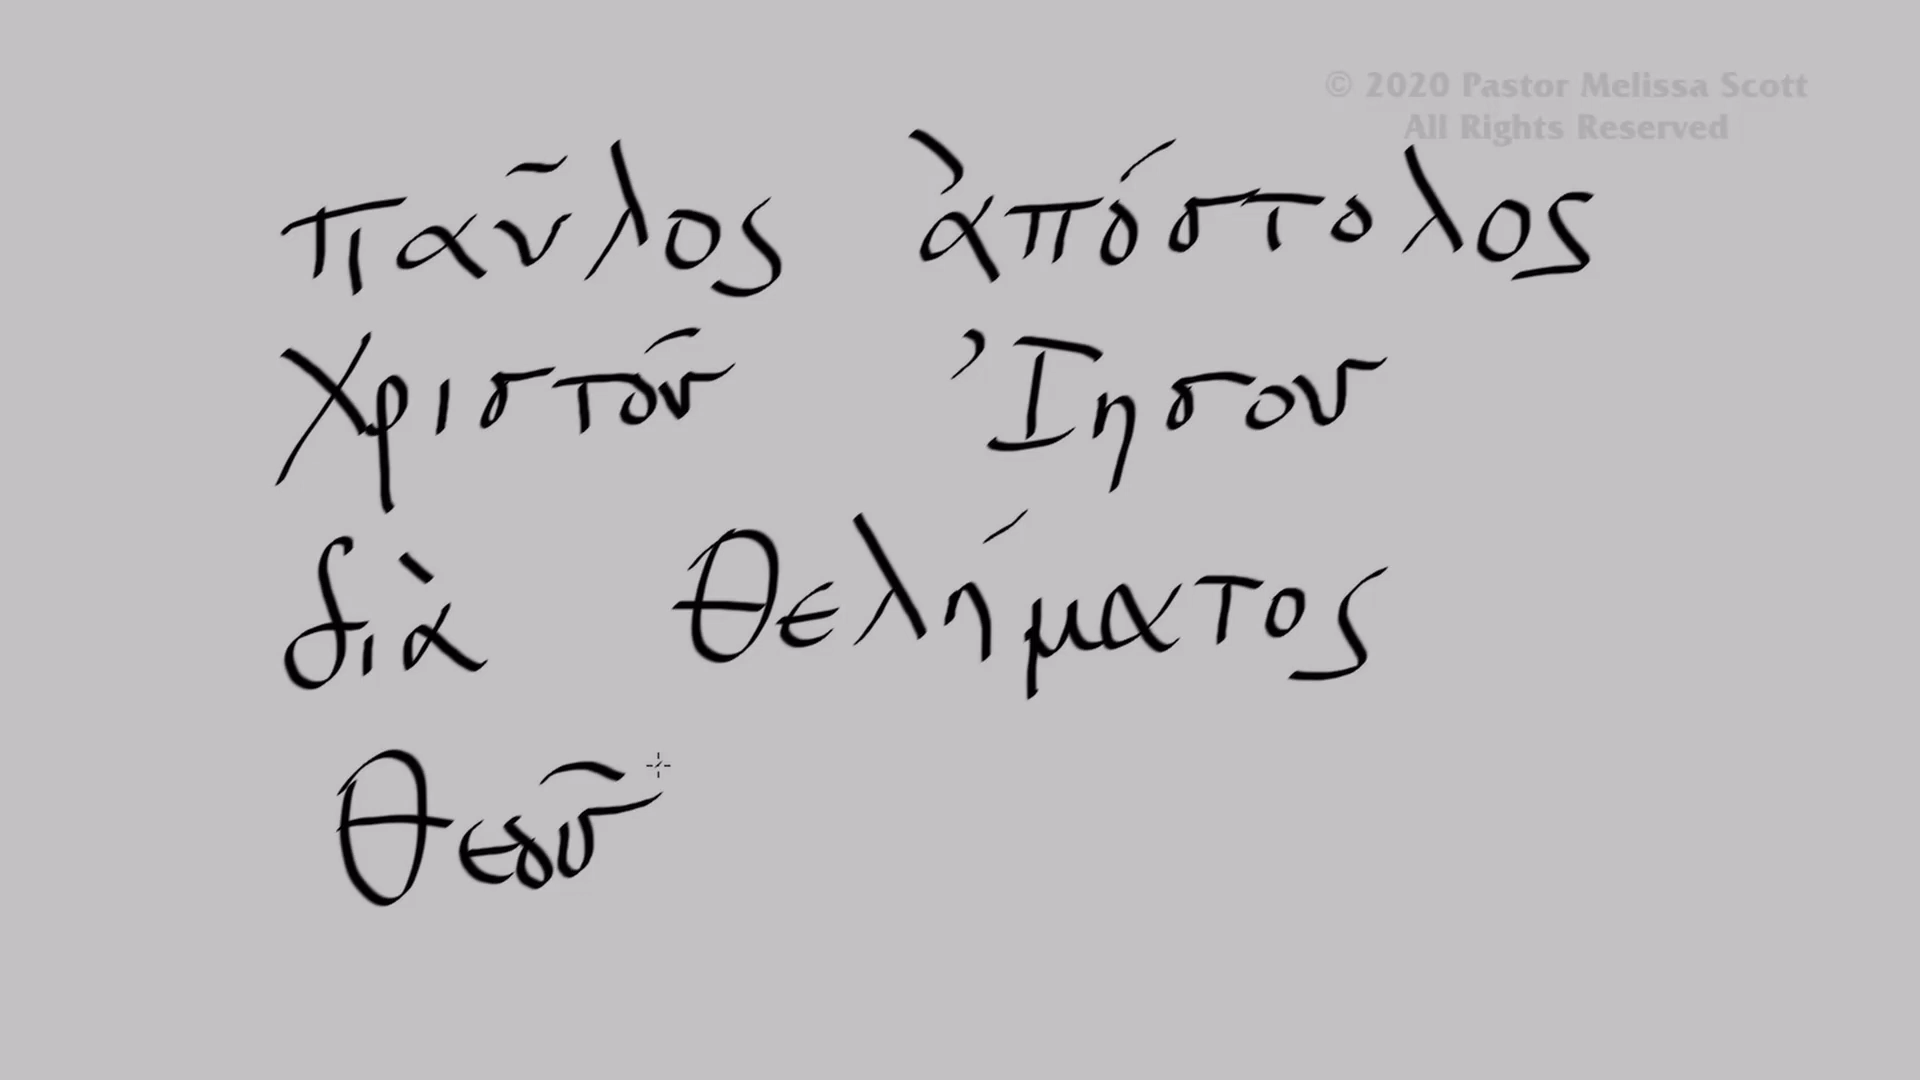 © 2020 Pastor Melissa Scott
All Rights Reserved
παῦλος ἀπόστολος
Χριστοῦ Ἰησου
διὰ θελήματος
θεοῦ